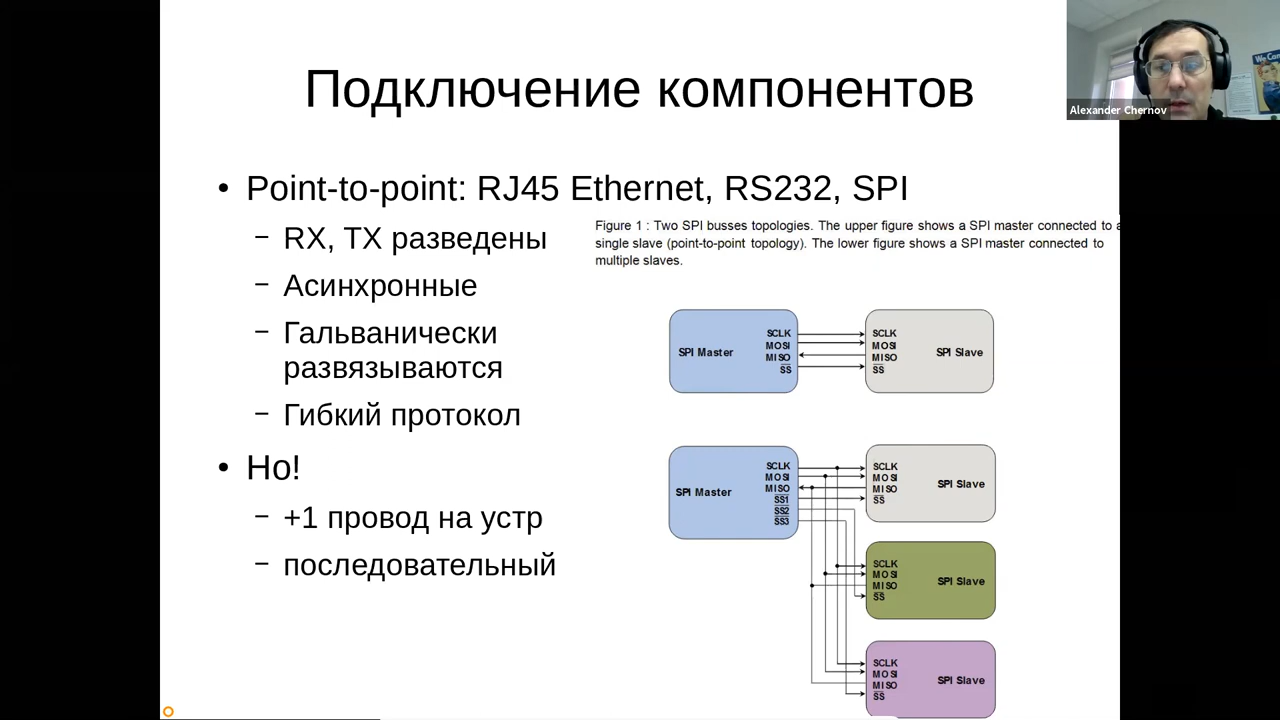 Подключение компонентов
We Can
Alexander Chernov
• Point-to-point: RJ45 Ethernet, RS232, SPI
– RX, TX разведены
– Асинхронные
– Гальванически
развязываются
– Гибкий протокол
• Но!
– +1 провод на устр
– последовательный
Figure 1 : Two SPI busses topologies. The upper figure shows a SPI master connected to a
single slave (point-to-point topology). The lower figure shows a SPI master connected to
multiple slaves.
SPI Master
SCLK
MOSI
MISO
SS
SCLK
MOSI
MISO
SS
SPI Slave
SPI Master
SCLK
MOSI
MISO
SS1
SS2
SS3
SCLK
MOSI
MISO
SS
SPI Slave
SCLK
MOSI
MISO
SS
SPI Slave
SCLK
MOSI
MISO
SS
SPI Slave